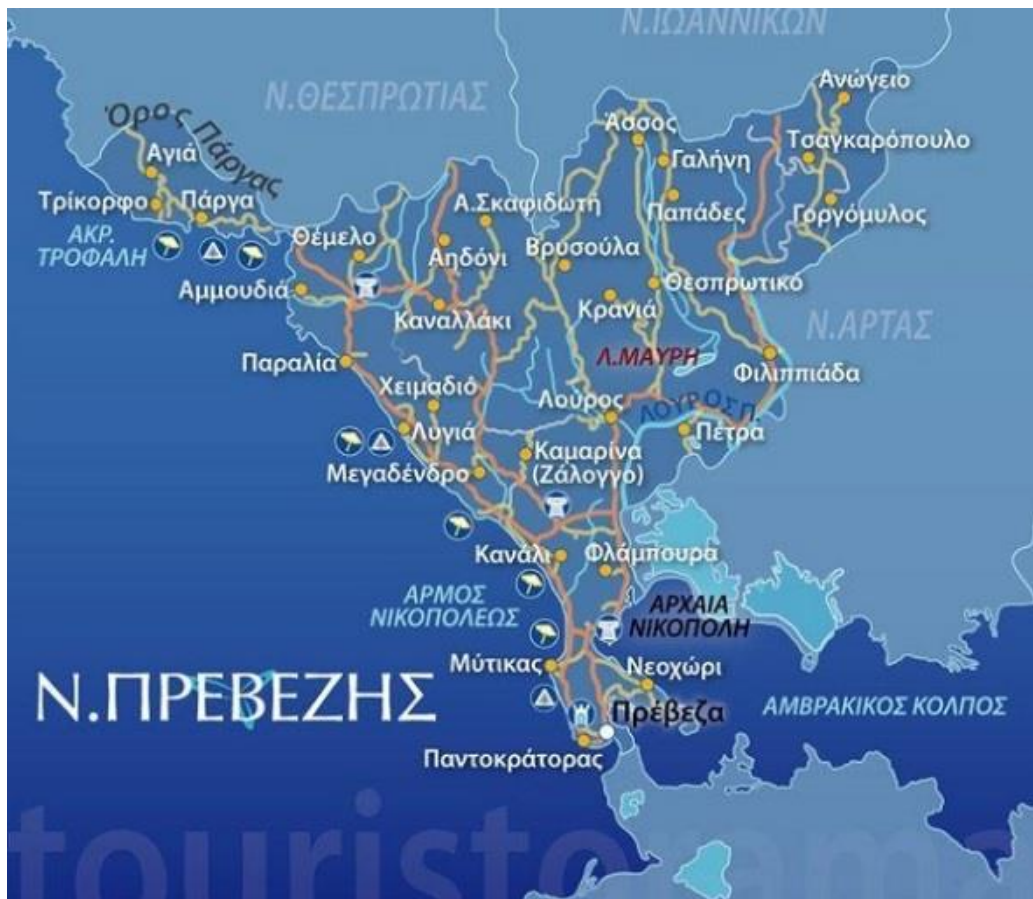 Ν.ΙΩΑΝΝΙΚΩΝ
Ν.ΘΕΣΠΡΩΤΙΑΣ
Ανώγειο
Όρος Πάργας
Άσσος
Τσαγκαρόπουλο
Αγιά
Γαλήνη
Τρίκορφο
Πάργα
Α.Σκαφιδωτή
Παπάδες
Γοργόμυλος
ΑΚΡ.
ΤΡΟΦΑΛΗ
Θέμελο
Αηδόνι
Βρυσούλα
Αμμουδιά
Θεσπρωτικό
Καναλλάκι
Κρανιά
Ν.ΑΡΤΑΣ
Παραλία
Λ.ΜΑΥΡΗ
Φιλιππιάδα
Χειμαδιό
Λούρος
ΛΟΥΡΟΣ Π.
Λυγιά
Πέτρα
Καμαρίνα
(Ζάλογγο)
Μεγαδένδρο
Κανάλι
Φλάμπουρα
ΑΡΜΟΣ
ΝΙΚΟΠΟΛΕΩΣ
ΑΡΧΑΙΑ
ΝΙΚΟΠΟΛΗ
Μύτικας
Νεοχώρι
Ν.ΠΡΕΒΕΖΗΣ
Πρέβεζα
ΑΜΒΡΑΚΙΚΟΣ ΚΟΛΠΟΣ
Παντοκράτορας
touristorama